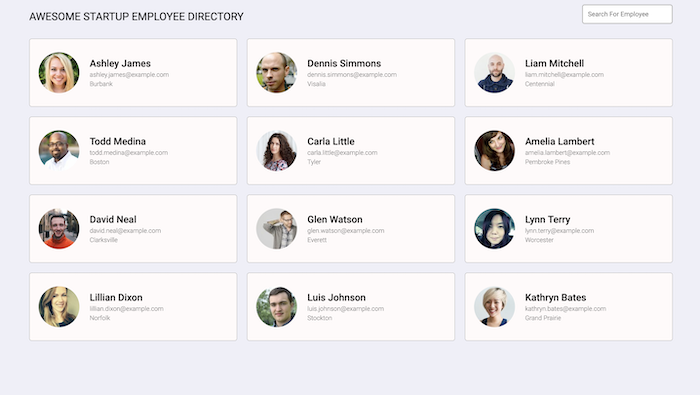 AWESOME STARTUP EMPLOYEE DIRECTORY
Search For Employee
Ashley James
ashley.james@example.com
Burbank
Dennis Simmons
dennis.simmons@example.com
Visalia
Liam Mitchell
liam.mitchell@example.com
Centennial
Todd Medina
todd.medina@example.com
Boston
Carla Little
carla.little@example.com
Tyler
Amelia Lambert
amelia.lambert@example.com
Pembroke Pines
David Neal
david.neal@example.com
Clarksville
Glen Watson
glen.watson@example.com
Everett
Lynn Terry
lynn.terry@example.com
Worcester
Lillian Dixon
lillian.dixon@example.com
Norfolk
Luis Johnson
luis.johnson@example.com
Stockton
Kathryn Bates
kathryn.bates@example.com
Grand Prairie